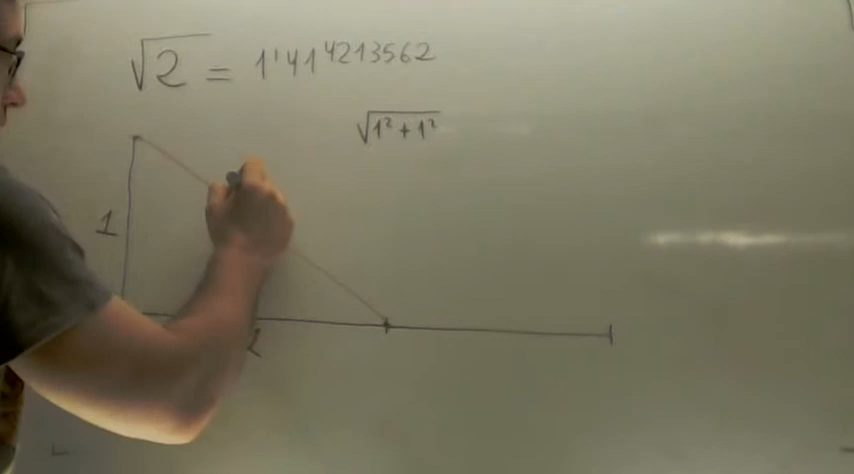 √2 = 1'414213562
√1²+1²
1